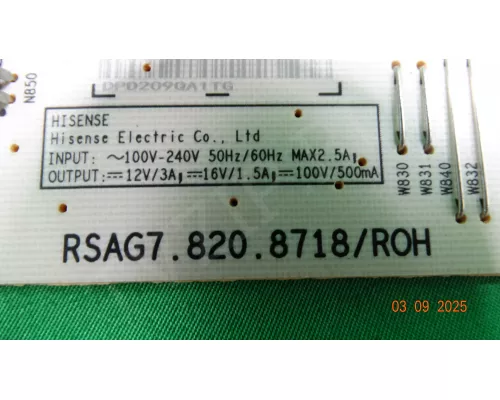 N850
DPD209QA1TG
HISENSE
Hisense Electric Co., Ltd
INPUT: ~100V-240V 50Hz/60Hz MAX2.5A;
OUTPUT: ⎓12V/3A; ⎓16V/1.5A; ⎓100V/500mA
W830
W831
W840
W832
RSAG7.820.8718/ROH
03 09 2025